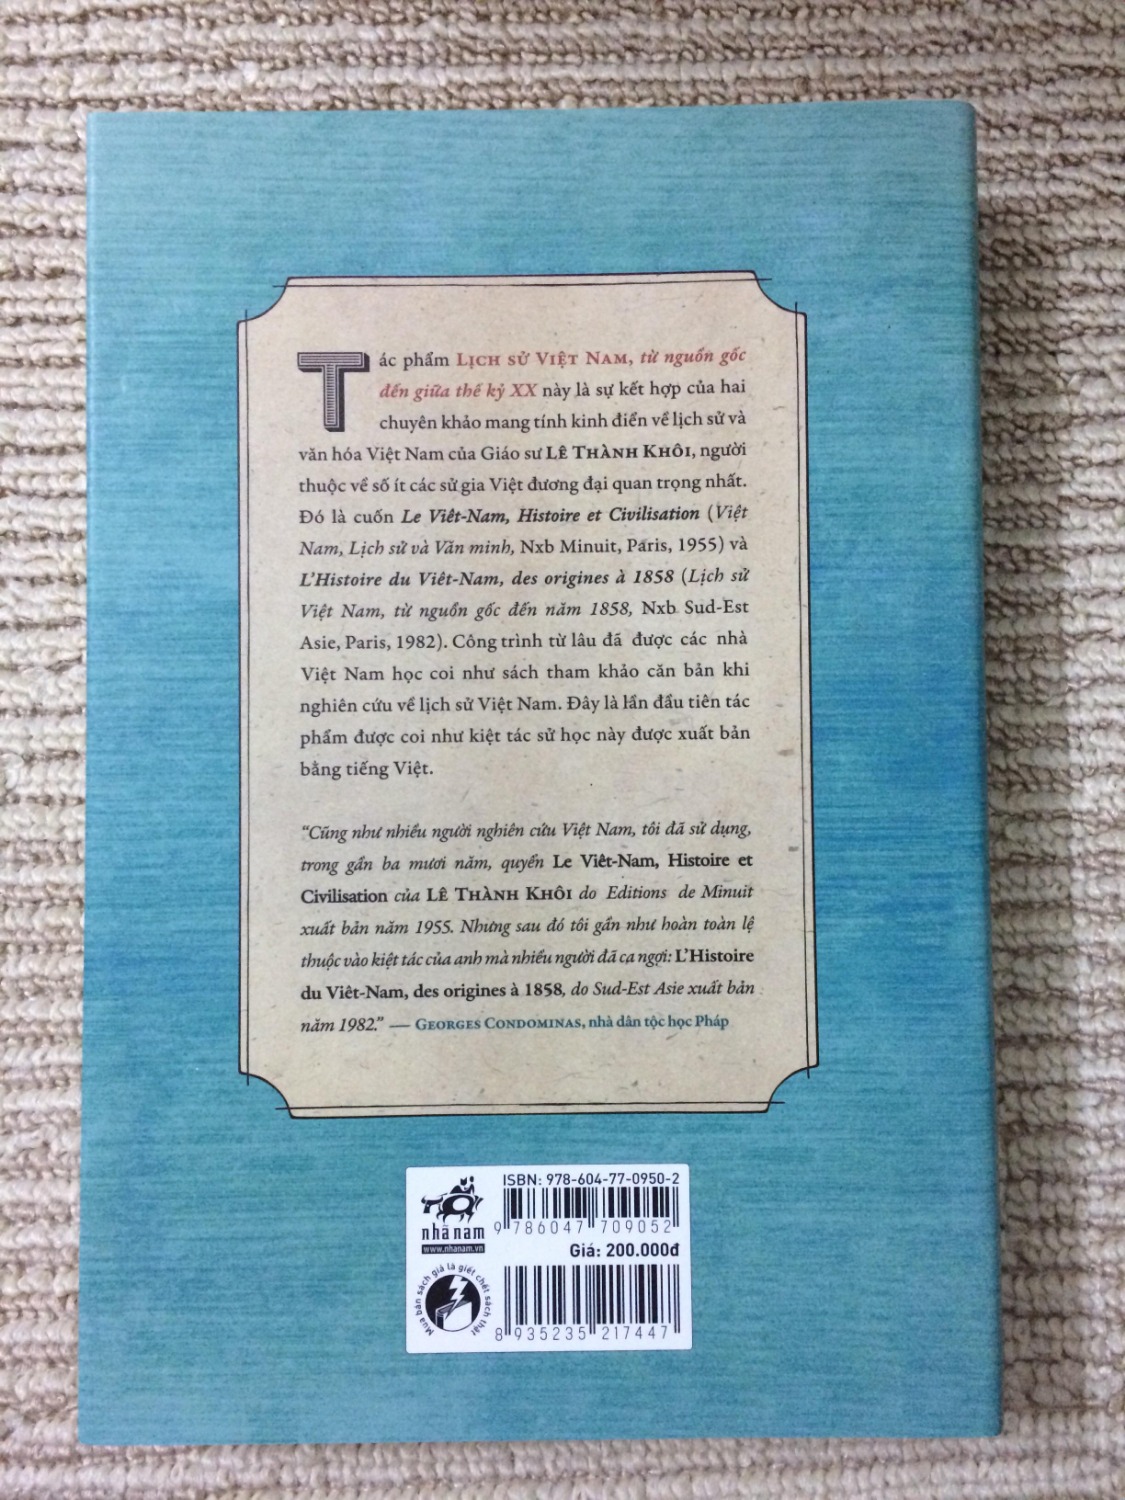 Tác phẩm LỊCH SỬ VIỆT NAM, từ nguồn gốc
đến giữa thế kỷ XX này là sự kết hợp của hai
chuyên khảo mang tính kinh điển về lịch sử và
văn hóa Việt Nam của Giáo sư LÊ THÀNH KHÔI, người
thuộc về số ít các sử gia Việt đương đại quan trọng nhất.
Đó là cuốn Le Viêt-Nam, Histoire et Civilisation (Việt
Nam, Lịch sử và Văn minh, Nxb Minuit, Paris, 1955) và
L'Histoire du Viêt-Nam, des origines à 1858 (Lịch sử
Việt Nam, từ nguồn gốc đến năm 1858, Nxb Sud-Est
Asie, Paris, 1982). Công trình từ lâu đã được các nhà
Việt Nam học coi như sách tham khảo căn bản khi
nghiên cứu về lịch sử Việt Nam. Đây là lần đầu tiên tác
phẩm được coi như kiệt tác sử học này được xuất bản
bằng tiếng Việt.
“Cũng như nhiều người nghiên cứu Việt Nam, tôi đã sử dụng,
trong gần ba mươi năm, quyển Le Viêt-Nam, Histoire et
Civilisation của LÊ THÀNH KHÔI do Editions de Minuit
xuất bản năm 1955. Nhưng sau đó tôi gần như hoàn toàn lệ
thuộc vào kiệt tác của anh mà nhiều người đã ca ngợi: L'Histoire
du Viêt-Nam, des origines à 1858, do Sud-Est Asie xuất bản
năm 1982.” — GEORGES CONDOMINAS, nhà dân tộc học Pháp
ISBN: 978-604-77-0950-2
nhã nam
www.nhanam.vn
9 786047 709052
Giá: 200.000đ
Mua bán sách giả là giết chết sách thật
8 935235 217447